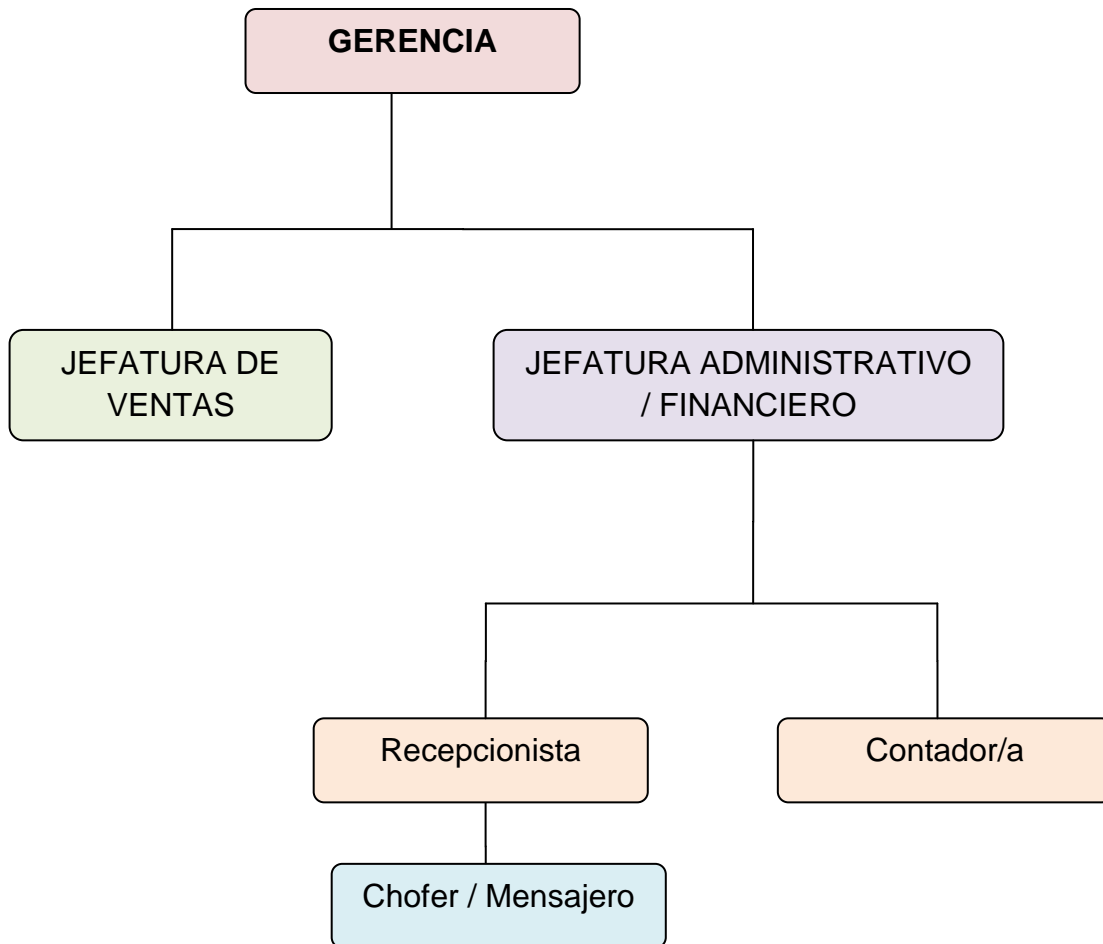 GERENCIA
JEFATURA DE
VENTAS
JEFATURA ADMINISTRATIVO
/ FINANCIERO
Recepcionista
Contador/a
Chofer / Mensajero